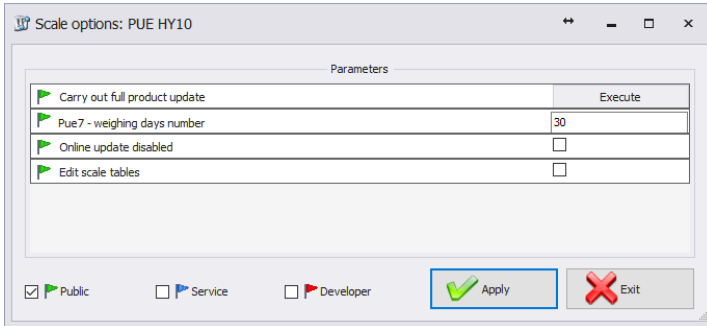 Scale options: PUE HY10
Parameters
Carry out full product update Execute
Pue7 - weighing days number 30
Online update disabled
Edit scale tables
Public Service Developer Apply Exit